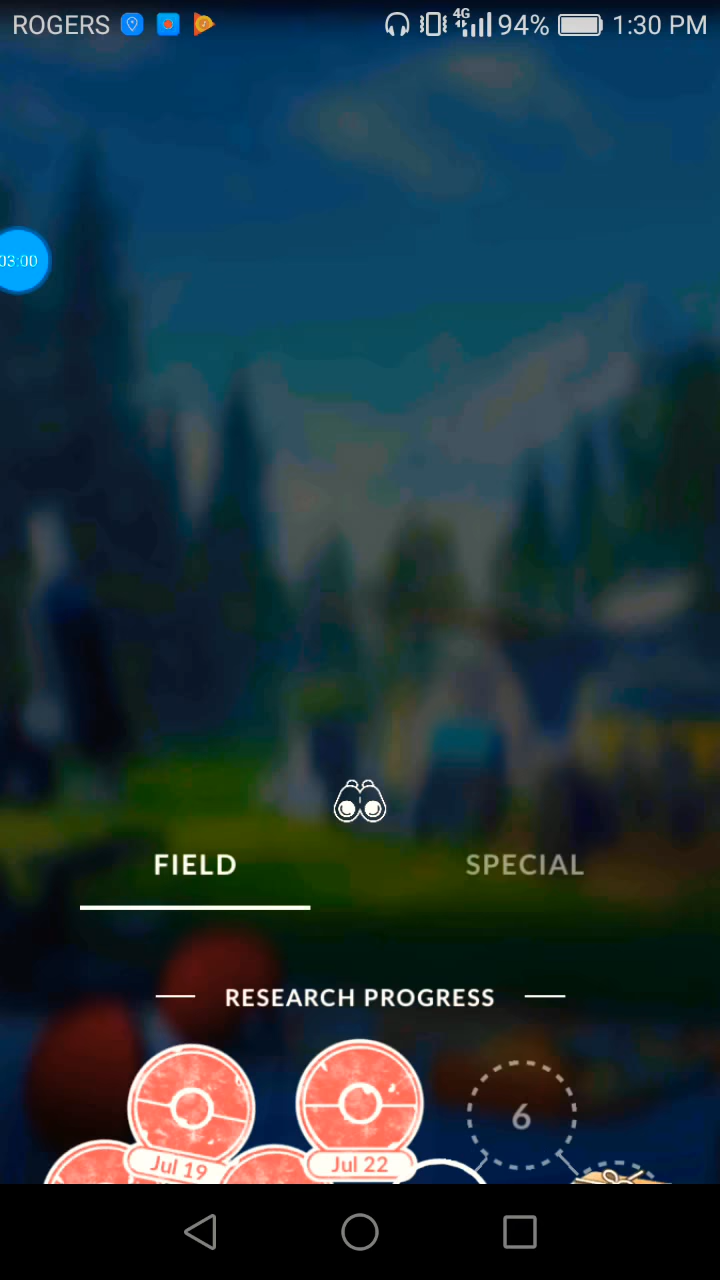 ROGERS 4G 94% 1:30 PM
03:00
FIELD SPECIAL
RESEARCH PROGRESS
6
Jul 19 Jul 22